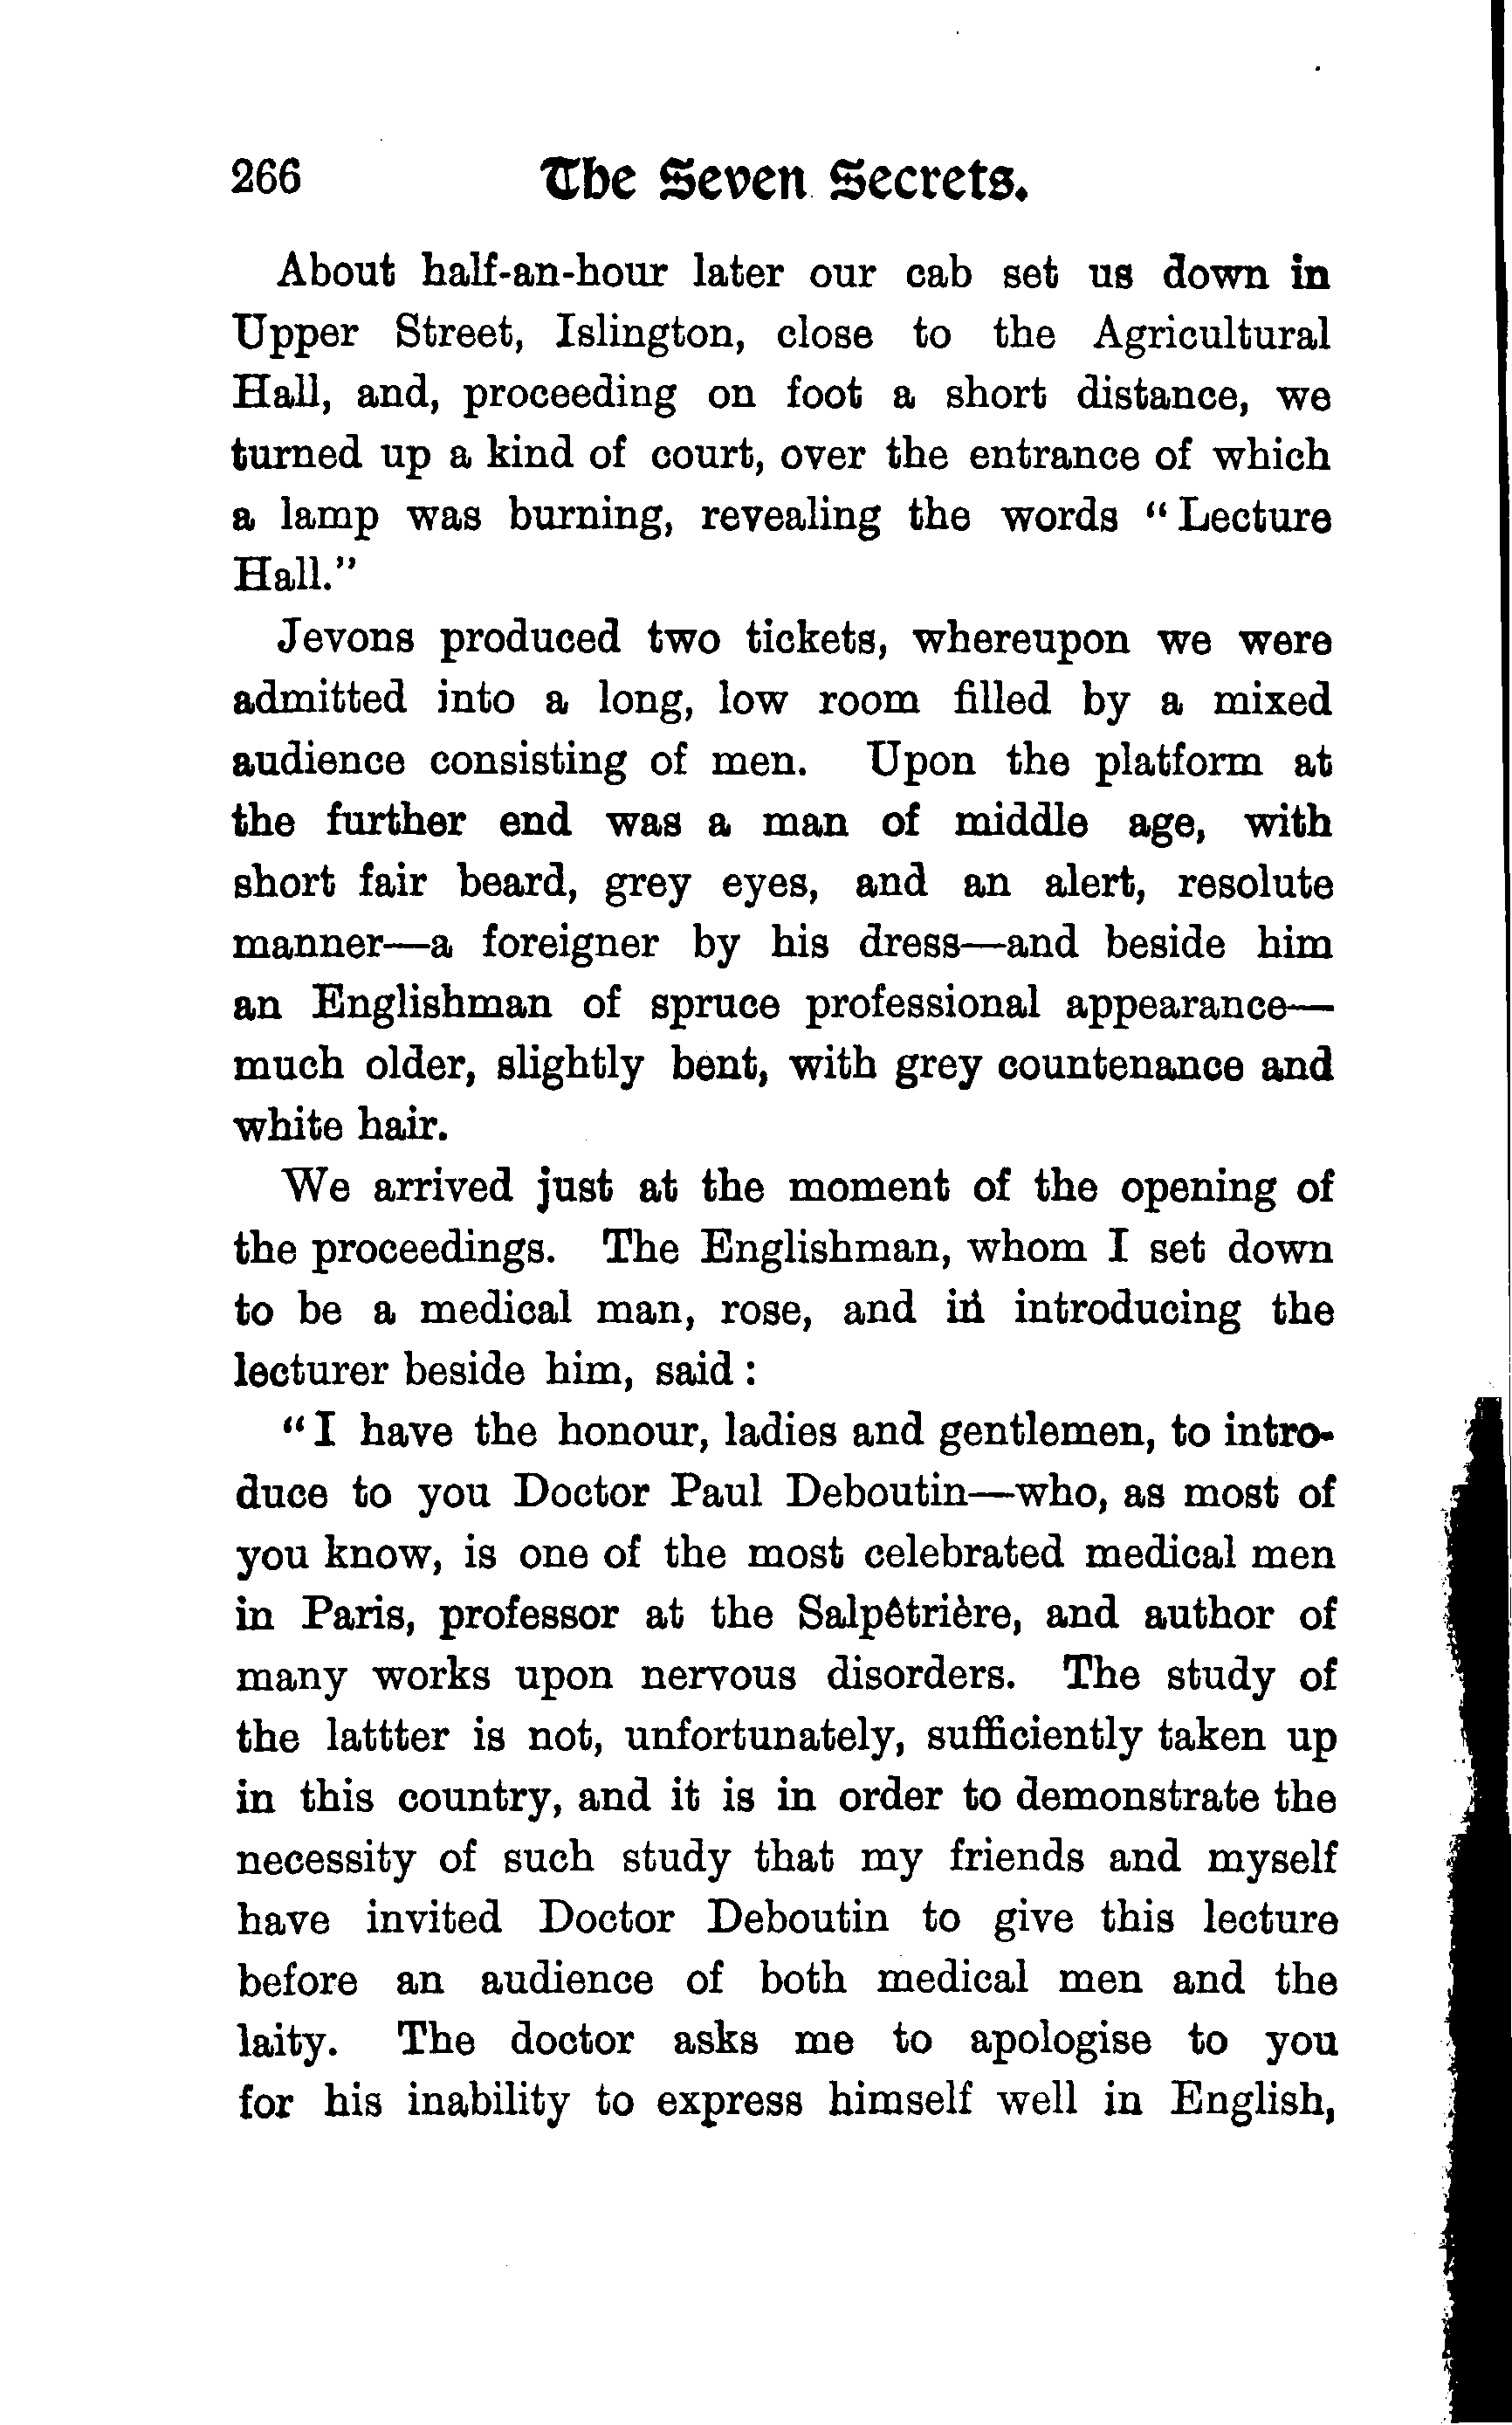 266 The Seven Secrets.
About half-an-hour later our cab set us down in
Upper Street, Islington, close to the Agricultural
Hall, and, proceeding on foot a short distance, we
turned up a kind of court, over the entrance of which
a lamp was burning, revealing the words “Lecture
Hall.”
Jevons produced two tickets, whereupon we were
admitted into a long, low room filled by a mixed
audience consisting of men. Upon the platform at
the further end was a man of middle age, with
short fair beard, grey eyes, and an alert, resolute
manner—a foreigner by his dress—and beside him
an Englishman of spruce professional appearance—
much older, slightly bent, with grey countenance and
white hair.
We arrived just at the moment of the opening of
the proceedings. The Englishman, whom I set down
to be a medical man, rose, and in introducing the
lecturer beside him, said:
“I have the honour, ladies and gentlemen, to intro-
duce to you Doctor Paul Deboutin—who, as most of
you know, is one of the most celebrated medical men
in Paris, professor at the Salpêtrière, and author of
many works upon nervous disorders. The study of
the lattter is not, unfortunately, sufficiently taken up
in this country, and it is in order to demonstrate the
necessity of such study that my friends and myself
have invited Doctor Deboutin to give this lecture
before an audience of both medical men and the
laity. The doctor asks me to apologise to you
for his inability to express himself well in English,